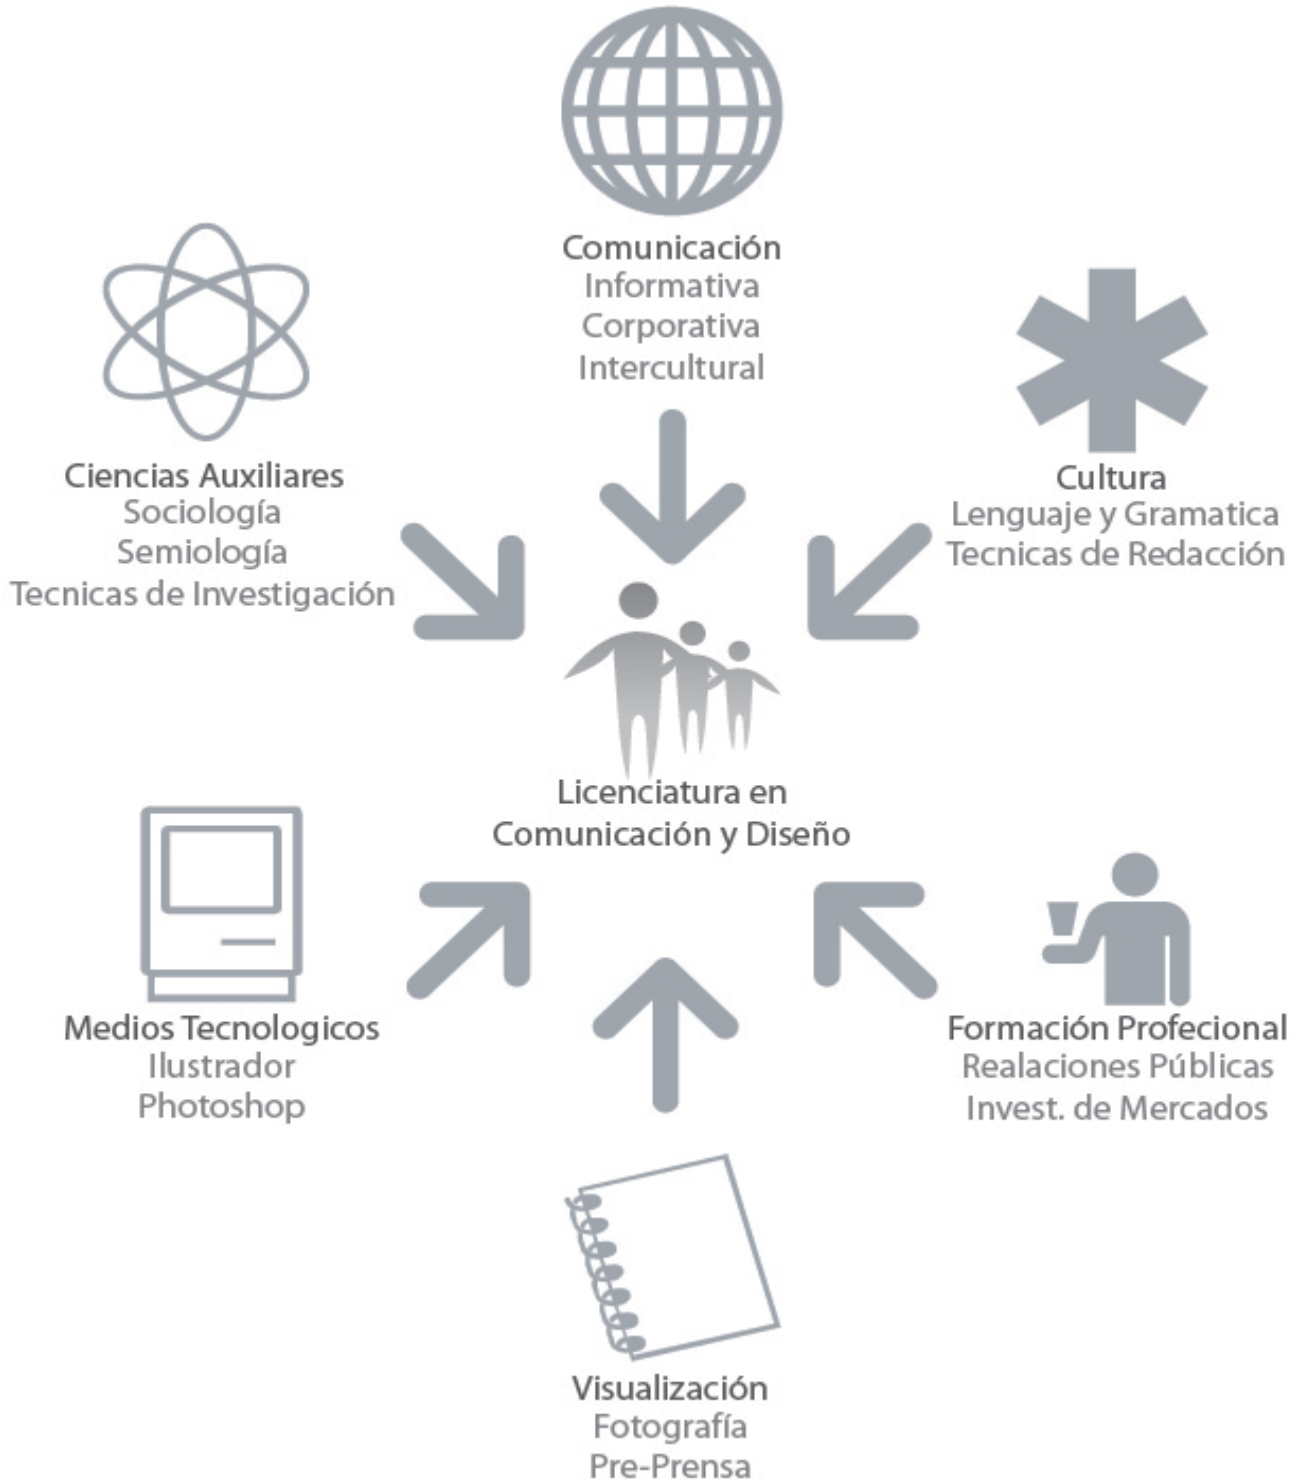 Comunicación
Informativa
Corporativa
Intercultural
Ciencias Auxiliares
Sociología
Semiología
Tecnicas de Investigación
Cultura
Lenguaje y Gramatica
Tecnicas de Redacción
Licenciatura en
Comunicación y Diseño
Medios Tecnologicos
Ilustrador
Photoshop
Formación Profecional
Realaciones Públicas
Invest. de Mercados
Visualización
Fotografía
Pre-Prensa